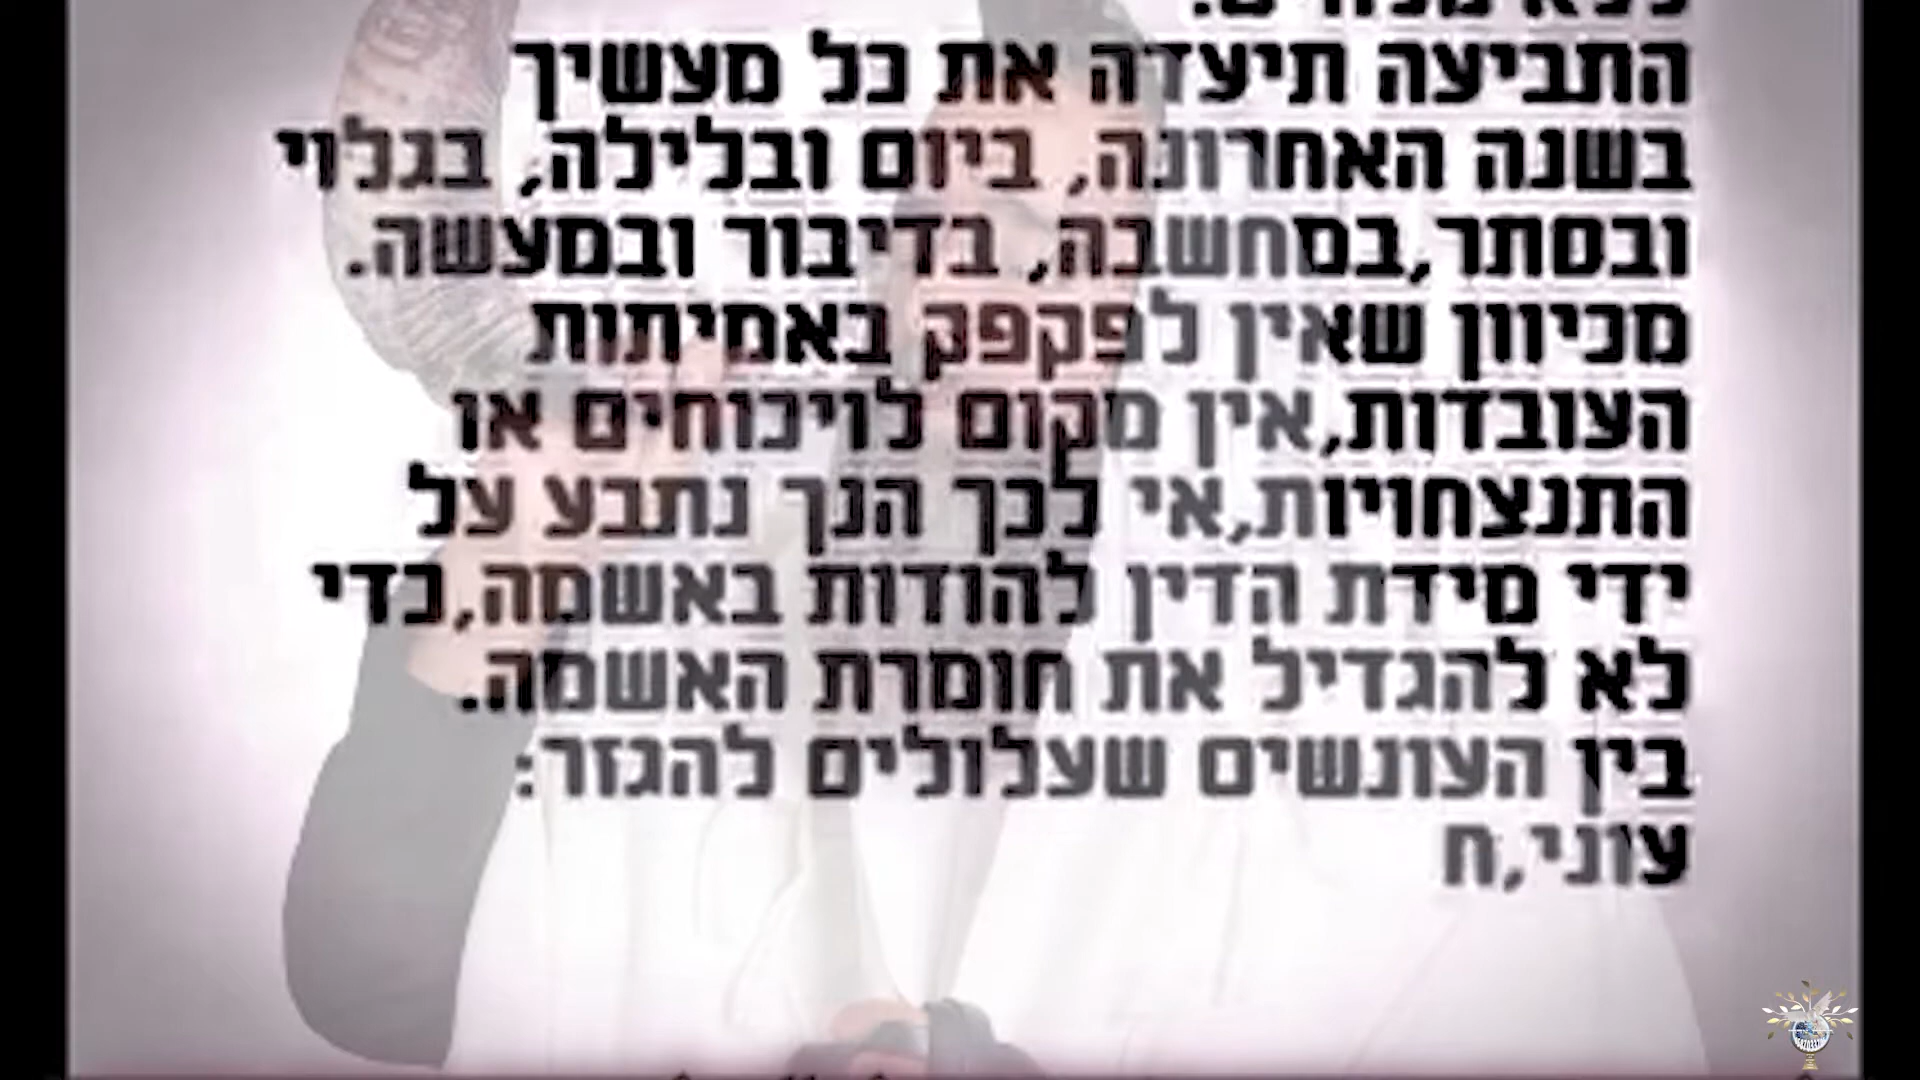 התביעה תיעדה את כל מעשיך
בשנה האחרונה, ביום ובלילה, בגלוי
ובסתר,במחשבה, בדיבור ובמעשה.
מכיוון שאין לפקפק באמיתות
העובדות,אין מקום לויכוחים או
התנצחויות,אי לכך הנך נתבע על
ידי מידת הדין להודות באשמה,כדי
לא להגדיל את חומרת האשמה.
בין העונשים שעלולים להגזר:
עוני,ח